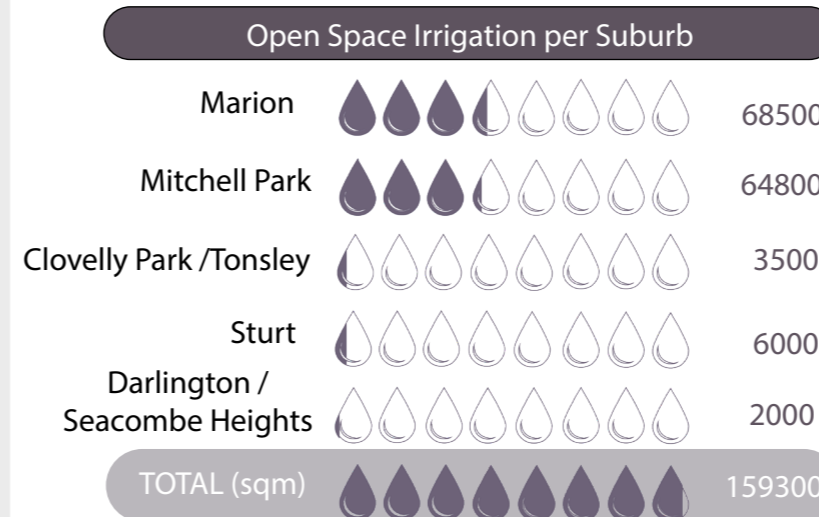 Open Space Irrigation per Suburb
Marion 68500
Mitchell Park 64800
Clovelly Park /Tonsley 3500
Sturt 6000
Darlington /
Seacombe Heights 2000
TOTAL (sqm) 159300